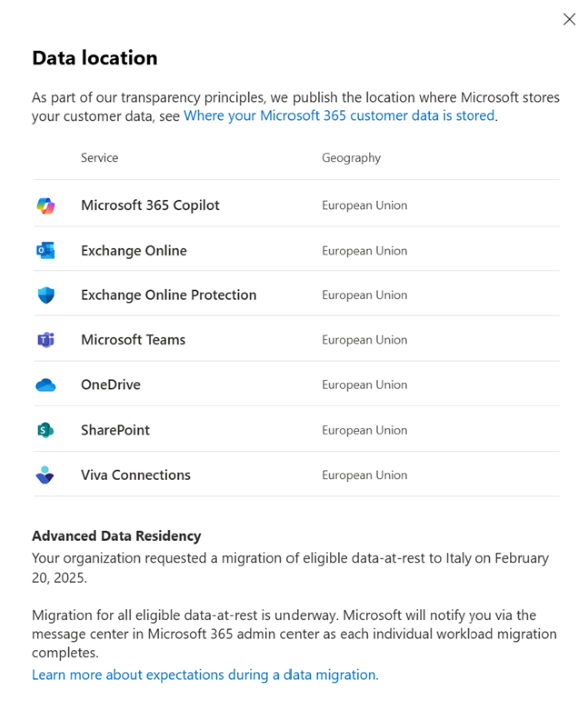 Data location
As part of our transparency principles, we publish the location where Microsoft stores
your customer data, see Where your Microsoft 365 customer data is stored.
Service Geography
Microsoft 365 Copilot European Union
Exchange Online European Union
Exchange Online Protection European Union
Microsoft Teams European Union
OneDrive European Union
SharePoint European Union
Viva Connections European Union
Advanced Data Residency
Your organization requested a migration of eligible data-at-rest to Italy on February
20, 2025.
Migration for all eligible data-at-rest is underway. Microsoft will notify you via the
message center in Microsoft 365 admin center as each individual workload migration
completes.
Learn more about expectations during a data migration.